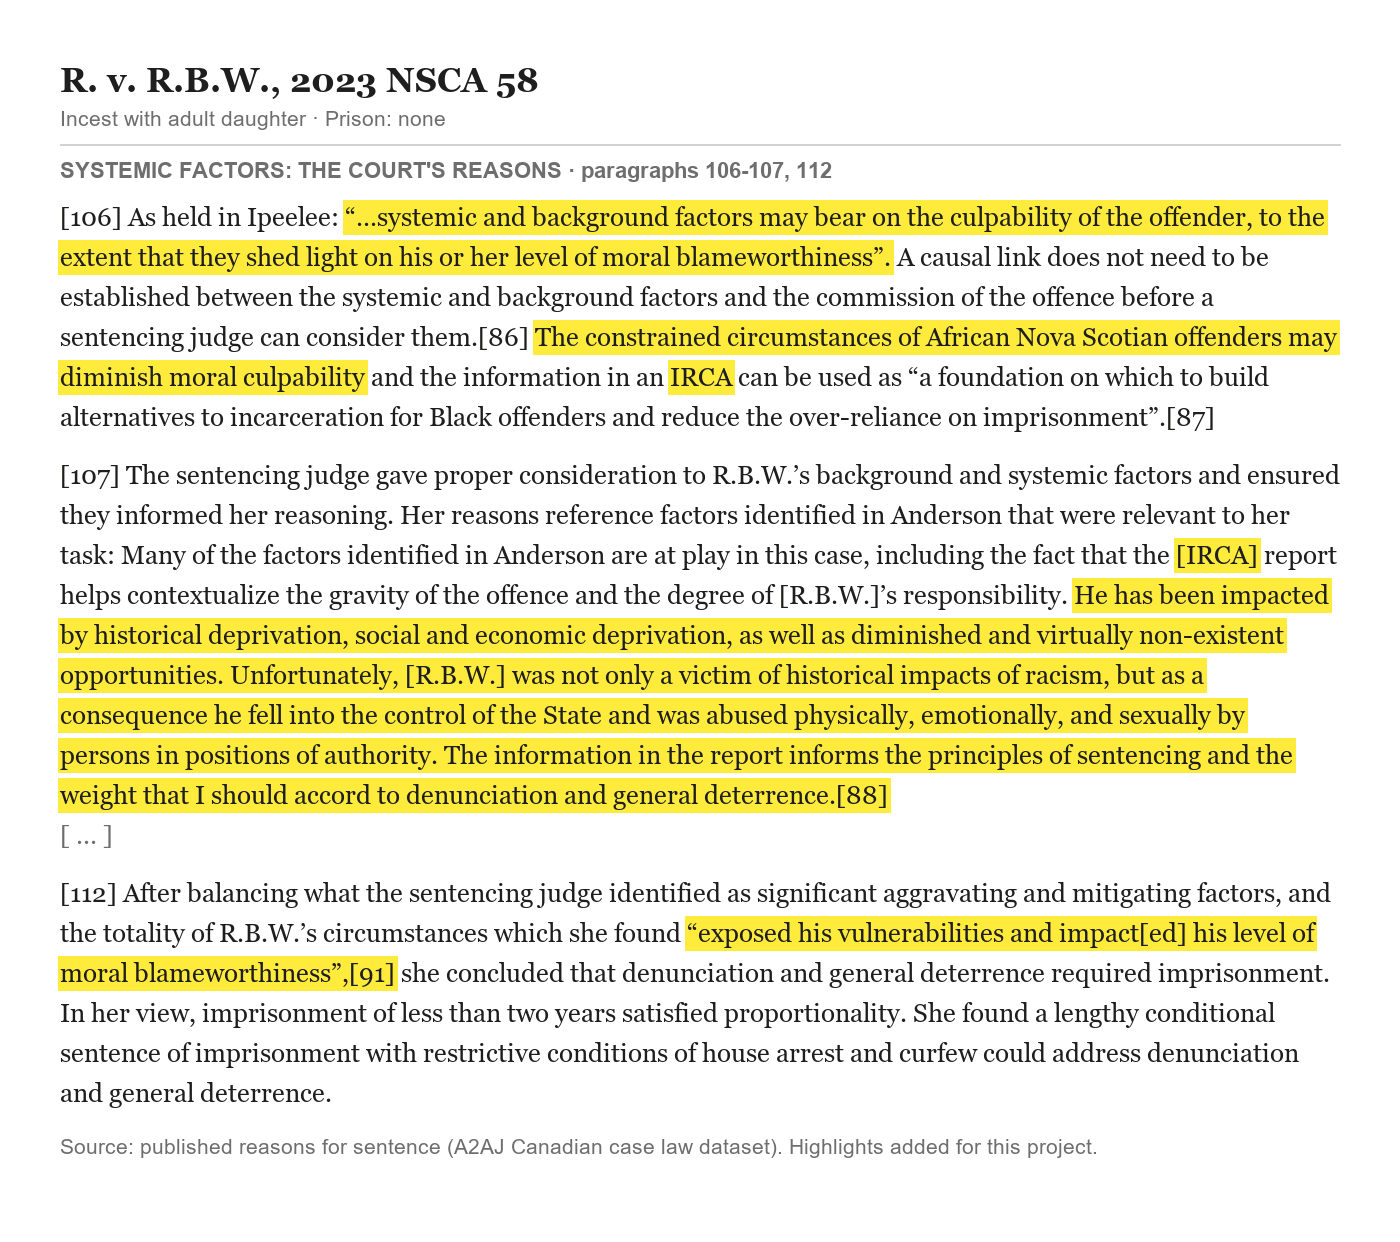 R. v. R.B.W., 2023 NSCA 58
Incest with adult daughter · Prison: none
SYSTEMIC FACTORS: THE COURT'S REASONS · paragraphs 106-107, 112
[106] As held in Ipeelee: “…systemic and background factors may bear on the culpability of the offender, to the
extent that they shed light on his or her level of moral blameworthiness”. A causal link does not need to be
established between the systemic and background factors and the commission of the offence before a
sentencing judge can consider them.[86] The constrained circumstances of African Nova Scotian offenders may
diminish moral culpability and the information in an IRCA can be used as “a foundation on which to build
alternatives to incarceration for Black offenders and reduce the over-reliance on imprisonment”.[87]
[107] The sentencing judge gave proper consideration to R.B.W.’s background and systemic factors and ensured
they informed her reasoning. Her reasons reference factors identified in Anderson that were relevant to her
task: Many of the factors identified in Anderson are at play in this case, including the fact that the [IRCA] report
helps contextualize the gravity of the offence and the degree of [R.B.W.]’s responsibility. He has been impacted
by historical deprivation, social and economic deprivation, as well as diminished and virtually non-existent
opportunities. Unfortunately, [R.B.W.] was not only a victim of historical impacts of racism, but as a
consequence he fell into the control of the State and was abused physically, emotionally, and sexually by
persons in positions of authority. The information in the report informs the principles of sentencing and the
weight that I should accord to denunciation and general deterrence.[88]
[ … ]
[112] After balancing what the sentencing judge identified as significant aggravating and mitigating factors, and
the totality of R.B.W.’s circumstances which she found “exposed his vulnerabilities and impact[ed] his level of
moral blameworthiness”,[91] she concluded that denunciation and general deterrence required imprisonment.
In her view, imprisonment of less than two years satisfied proportionality. She found a lengthy conditional
sentence of imprisonment with restrictive conditions of house arrest and curfew could address denunciation
and general deterrence.
Source: published reasons for sentence (A2AJ Canadian case law dataset). Highlights added for this project.